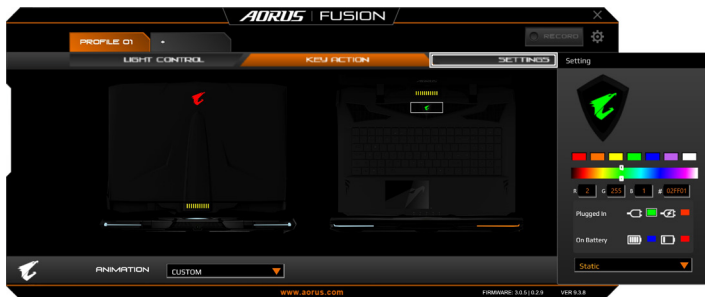 AORUS | FUSION
PROFILE 01
RECORD
LIGHT CONTROL
KEY ACTION
SETTINGS
Setting
R 2 G 255 B 1 # 02FF01
Plugged In
On Battery
Static
ANIMATION CUSTOM
www.aorus.com
FIRMWARE: 3.0.5 | 0.2.9 VER 9.3.8